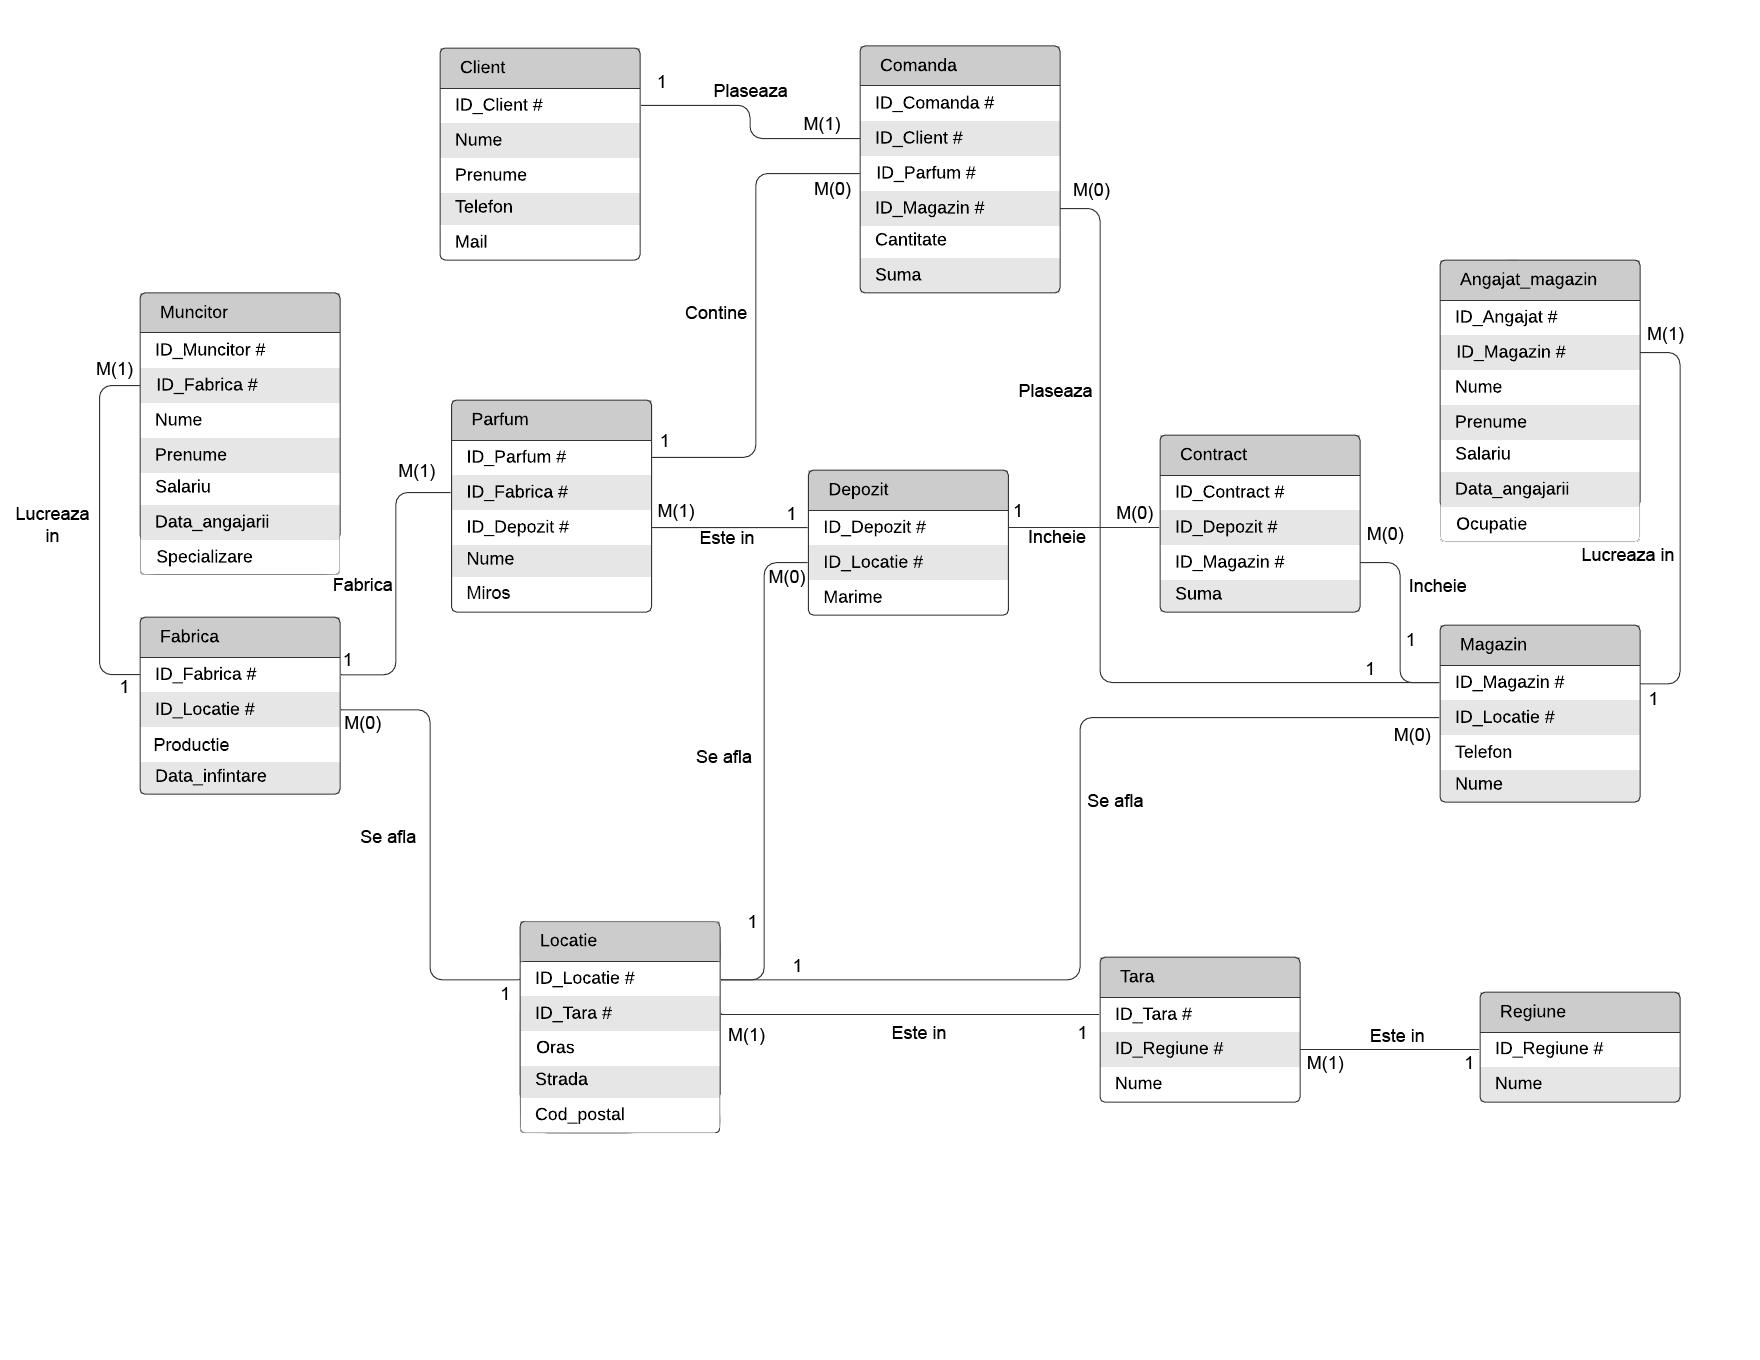 Client
ID_Client #
Nume
Prenume
Telefon
Mail
1
Plaseaza
M(1)
Comanda
ID_Comanda #
ID_Client #
ID_Parfum #
ID_Magazin #
Cantitate
Suma
M(0)
M(0)
Contine
Plaseaza
Muncitor
ID_Muncitor #
ID_Fabrica #
Nume
Prenume
Salariu
Data_angajarii
Specializare
M(1)
Lucreaza
in
1
Parfum
ID_Parfum #
ID_Fabrica #
ID_Depozit #
Nume
Miros
M(1)
Fabrica
1
1
M(1)
Este in
1
Depozit
ID_Depozit #
ID_Locatie #
Marime
1
Incheie
M(0)
M(0)
Contract
ID_Contract #
ID_Depozit #
ID_Magazin #
Suma
M(0)
Incheie
1
1
Angajat_magazin
ID_Angajat #
ID_Magazin #
Nume
Prenume
Salariu
Data_angajarii
Ocupatie
M(1)
Lucreaza in
1
Fabrica
ID_Fabrica #
ID_Locatie #
Productie
Data_infintare
M(0)
Se afla
1
Se afla
1
Magazin
ID_Magazin #
ID_Locatie #
Telefon
Nume
M(0)
Se afla
1
Locatie
ID_Locatie #
ID_Tara #
Oras
Strada
Cod_postal
M(1)
Este in
1
Tara
ID_Tara #
ID_Regiune #
Nume
M(1)
Este in
1
Regiune
ID_Regiune #
Nume